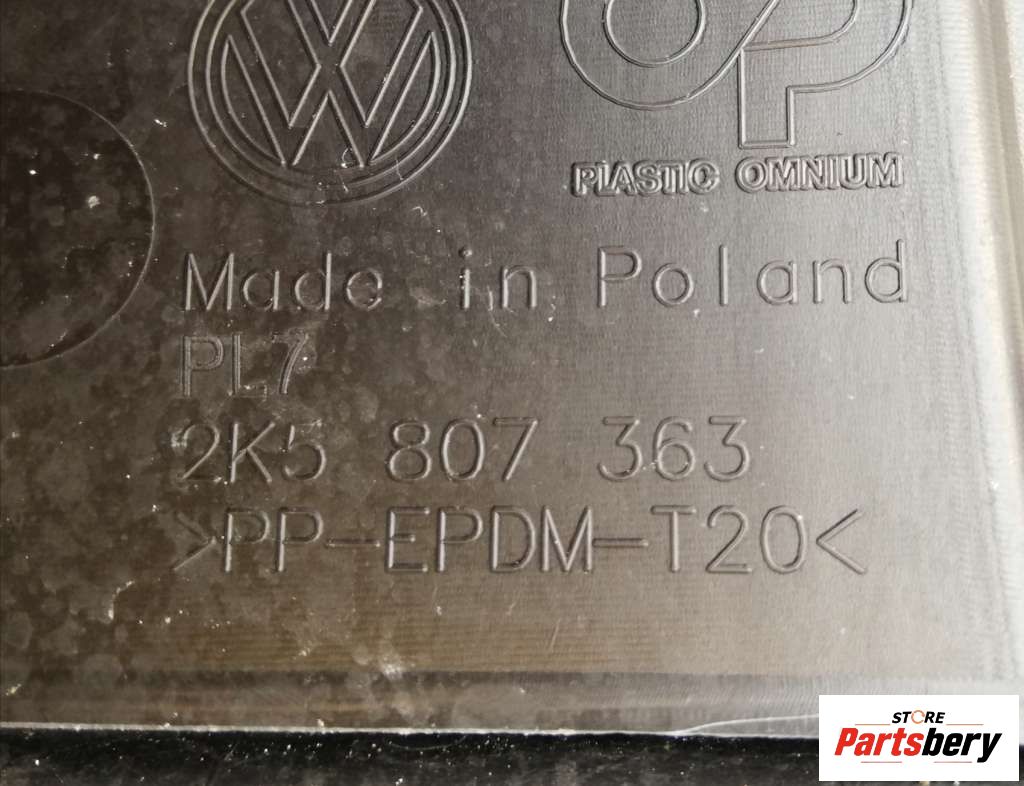 PLASTIC OMNIUM
Made in Poland
PL7
2K5 807 363
>PP-EPDM-T20<
STORE
Partsbery